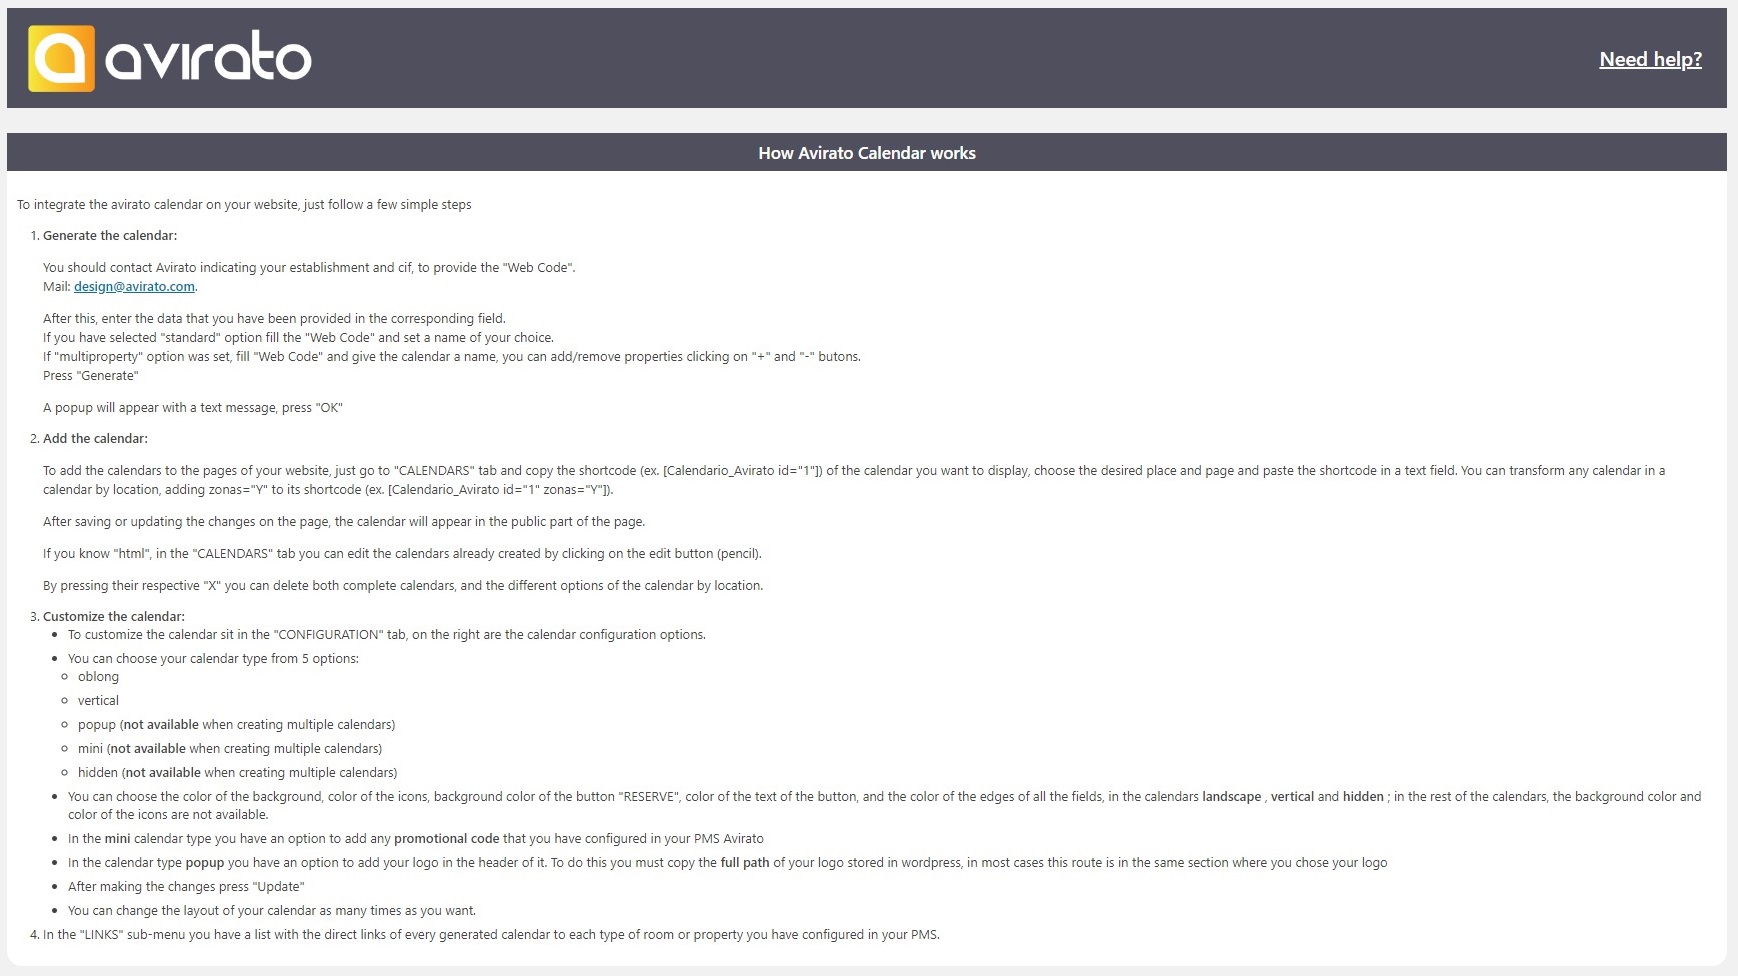 avirato
Need help?
How Avirato Calendar works
To integrate the avirato calendar on your website, just follow a few simple steps
1. Generate the calendar:
You should contact Avirato indicating your establishment and cif, to provide the "Web Code".
Mail: design@avirato.com.
After this, enter the data that you have been provided in the corresponding field.
If you have selected "standard" option fill the "Web Code" and set a name of your choice.
If "multiproperty" option was set, fill "Web Code" and give the calendar a name, you can add/remove properties clicking on "+" and "-" butons.
Press "Generate"
A popup will appear with a text message, press "OK"
2. Add the calendar:
To add the calendars to the pages of your website, just go to "CALENDARS" tab and copy the shortcode (ex. [Calendario_Avirato id="1"]) of the calendar you want to display, choose the desired place and page and paste the shortcode in a text field. You can transform any calendar in a
calendar by location, adding zonas="Y" to its shortcode (ex. [Calendario_Avirato id="1" zonas="Y"]).
After saving or updating the changes on the page, the calendar will appear in the public part of the page.
If you know "html", in the "CALENDARS" tab you can edit the calendars already created by clicking on the edit button (pencil).
By pressing their respective "X" you can delete both complete calendars, and the different options of the calendar by location.
3. Customize the calendar:
• To customize the calendar sit in the "CONFIGURATION" tab, on the right are the calendar configuration options.
• You can choose your calendar type from 5 options:
○ oblong
○ vertical
○ popup (not available when creating multiple calendars)
○ mini (not available when creating multiple calendars)
○ hidden (not available when creating multiple calendars)
• You can choose the color of the background, color of the icons, background color of the button "RESERVE", color of the text of the button, and the color of the edges of all the fields, in the calendars landscape , vertical and hidden ; in the rest of the calendars, the background color and
color of the icons are not available.
• In the mini calendar type you have an option to add any promotional code that you have configured in your PMS Avirato
• In the calendar type popup you have an option to add your logo in the header of it. To do this you must copy the full path of your logo stored in wordpress, in most cases this route is in the same section where you chose your logo
• After making the changes press "Update"
• You can change the layout of your calendar as many times as you want.
4. In the "LINKS" sub-menu you have a list with the direct links of every generated calendar to each type of room or property you have configured in your PMS.